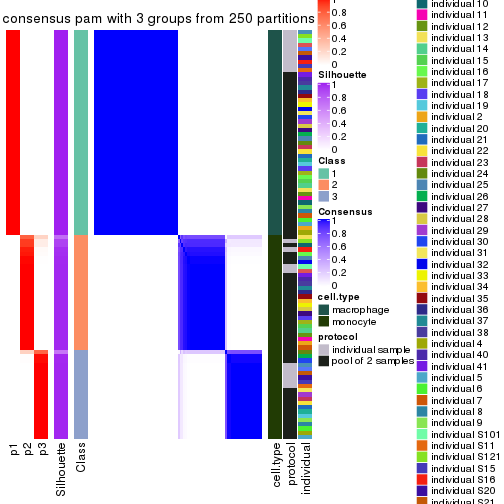 consensus pam with 3 groups from 250 partitions
p1
p2
p3
Silhouette
Class
cell.type
protocol
individual
0.8
0.6
0.4
0.2
0
Silhouette
1
0.8
0.6
0.4
0.2
0
Class
1
2
3
Consensus
1
0.8
0.6
0.4
0.2
0
cell.type
macrophage
monocyte
protocol
individual sample
pool of 2 samples
individual 10
individual 11
individual 12
individual 13
individual 14
individual 15
individual 16
individual 17
individual 18
individual 19
individual 2
individual 20
individual 21
individual 22
individual 23
individual 24
individual 25
individual 26
individual 27
individual 28
individual 29
individual 30
individual 31
individual 32
individual 33
individual 34
individual 35
individual 36
individual 37
individual 38
individual 4
individual 40
individual 41
individual 5
individual 6
individual 7
individual 8
individual 9
individual S101
individual S11
individual S121
individual S15
individual S16
individual S20
individual S21